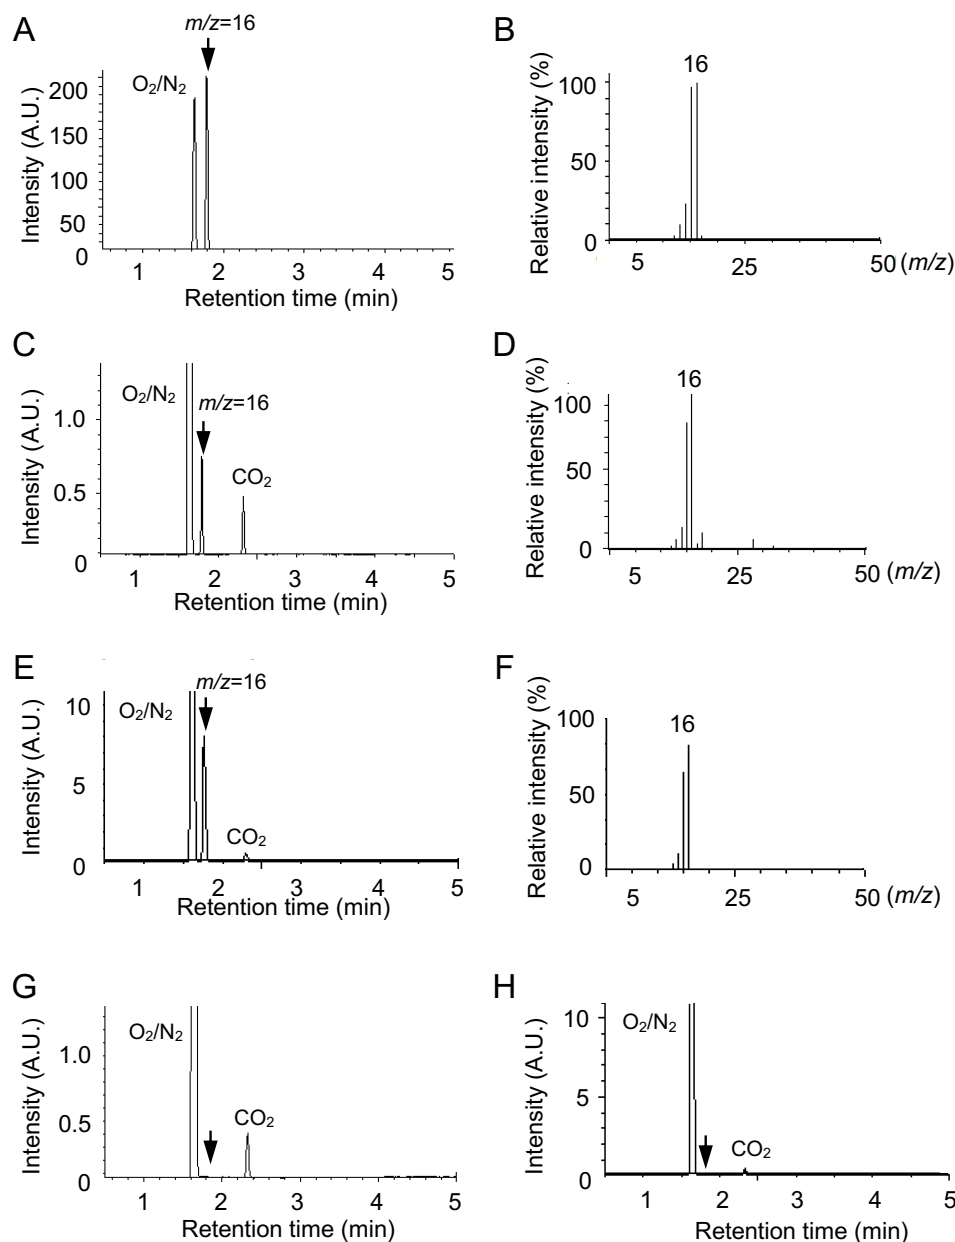 A
m/z=16
O2/N2
200
150
100
50
0
Intensity (A.U.)
1 2 3 4 5
Retention time (min)
B
16
100
50
0
Relative intensity (%)
5 25 50 (m/z)
C
O2/N2
m/z=16
CO2
1.0
0.5
0
Intensity (A.U.)
1 2 3 4 5
Retention time (min)
D
16
100
50
0
Relative intensity (%)
5 25 50 (m/z)
E
m/z=16
O2/N2
CO2
10
5
0
Intensity (A.U.)
1 2 3 4 5
Retention time (min)
F
16
100
50
0
Relative intensity (%)
5 25 50 (m/z)
G
O2/N2
CO2
1.0
0.5
0
Intensity (A.U.)
1 2 3 4 5
Retention time (min)
H
O2/N2
CO2
10
5
0
Intensity (A.U.)
1 2 3 4 5
Retention time (min)